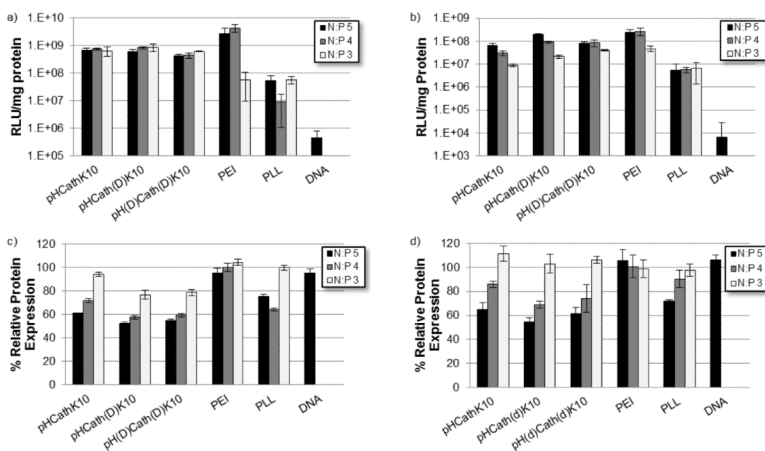 a)
1.E+10
1.E+09
1.E+08
1.E+07
1.E+06
1.E+05
RLU/mg protein
N:P 5
N:P 4
N:P 3
pHCathK10
pHCath(D)K10
pH(D)Cath(D)K10
PEI
PLL
DNA
b)
1.E+09
1.E+08
1.E+07
1.E+06
1.E+05
1.E+04
1.E+03
RLU/mg Protein
N:P 5
N:P 4
N:P 3
pHCathK10
pHCath(D)K10
pH(D)Cath(D)K10
PEI
PLL
DNA
c)
120
100
80
60
40
20
0
% Relative Protein
Expression
N:P 5
N:P 4
N:P 3
pHCathK10
pHCath(D)K10
pH(D)Cath(D)K10
PEI
PLL
DNA
d)
120
100
80
60
40
20
0
% Relative Protein
Expression
N:P 5
N:P 4
N:P 3
pHCathK10
pHCath(d)K10
pH(d)Cath(d)K10
PEI
PLL
DNA